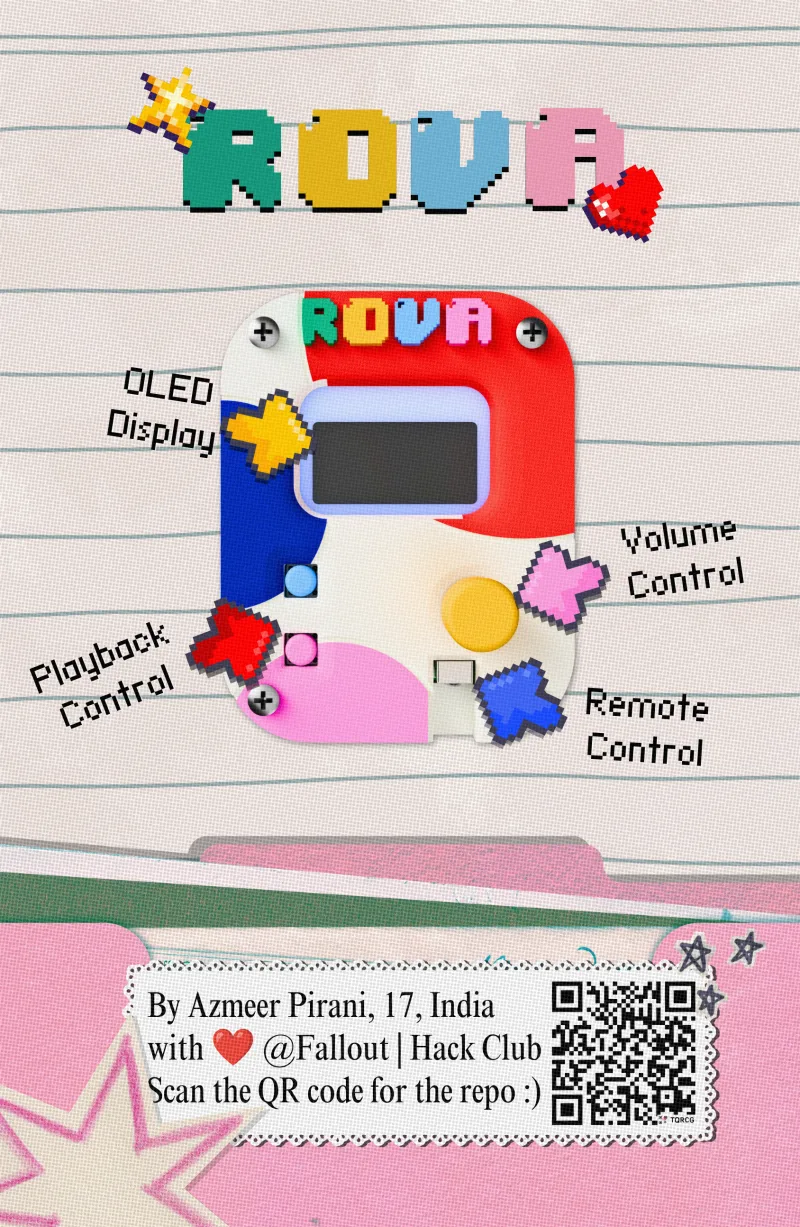 ROVA
ROVA
OLED
Display
Volume
Control
Playback
Control
Remote
Control
By Azmeer Pirani, 17, India
with ❤️ @Fallout | Hack Club
Scan the QR code for the repo :)
TQRCG